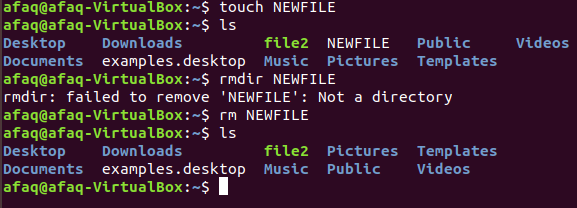 afaq@afaq-VirtualBox:~$ touch NEWFILE
afaq@afaq-VirtualBox:~$ ls
Desktop Downloads file2 NEWFILE Public Videos
Documents examples.desktop Music Pictures Templates
afaq@afaq-VirtualBox:~$ rmdir NEWFILE
rmdir: failed to remove 'NEWFILE': Not a directory
afaq@afaq-VirtualBox:~$ rm NEWFILE
afaq@afaq-VirtualBox:~$ ls
Desktop Downloads file2 Pictures Templates
Documents examples.desktop Music Public Videos
afaq@afaq-VirtualBox:~$